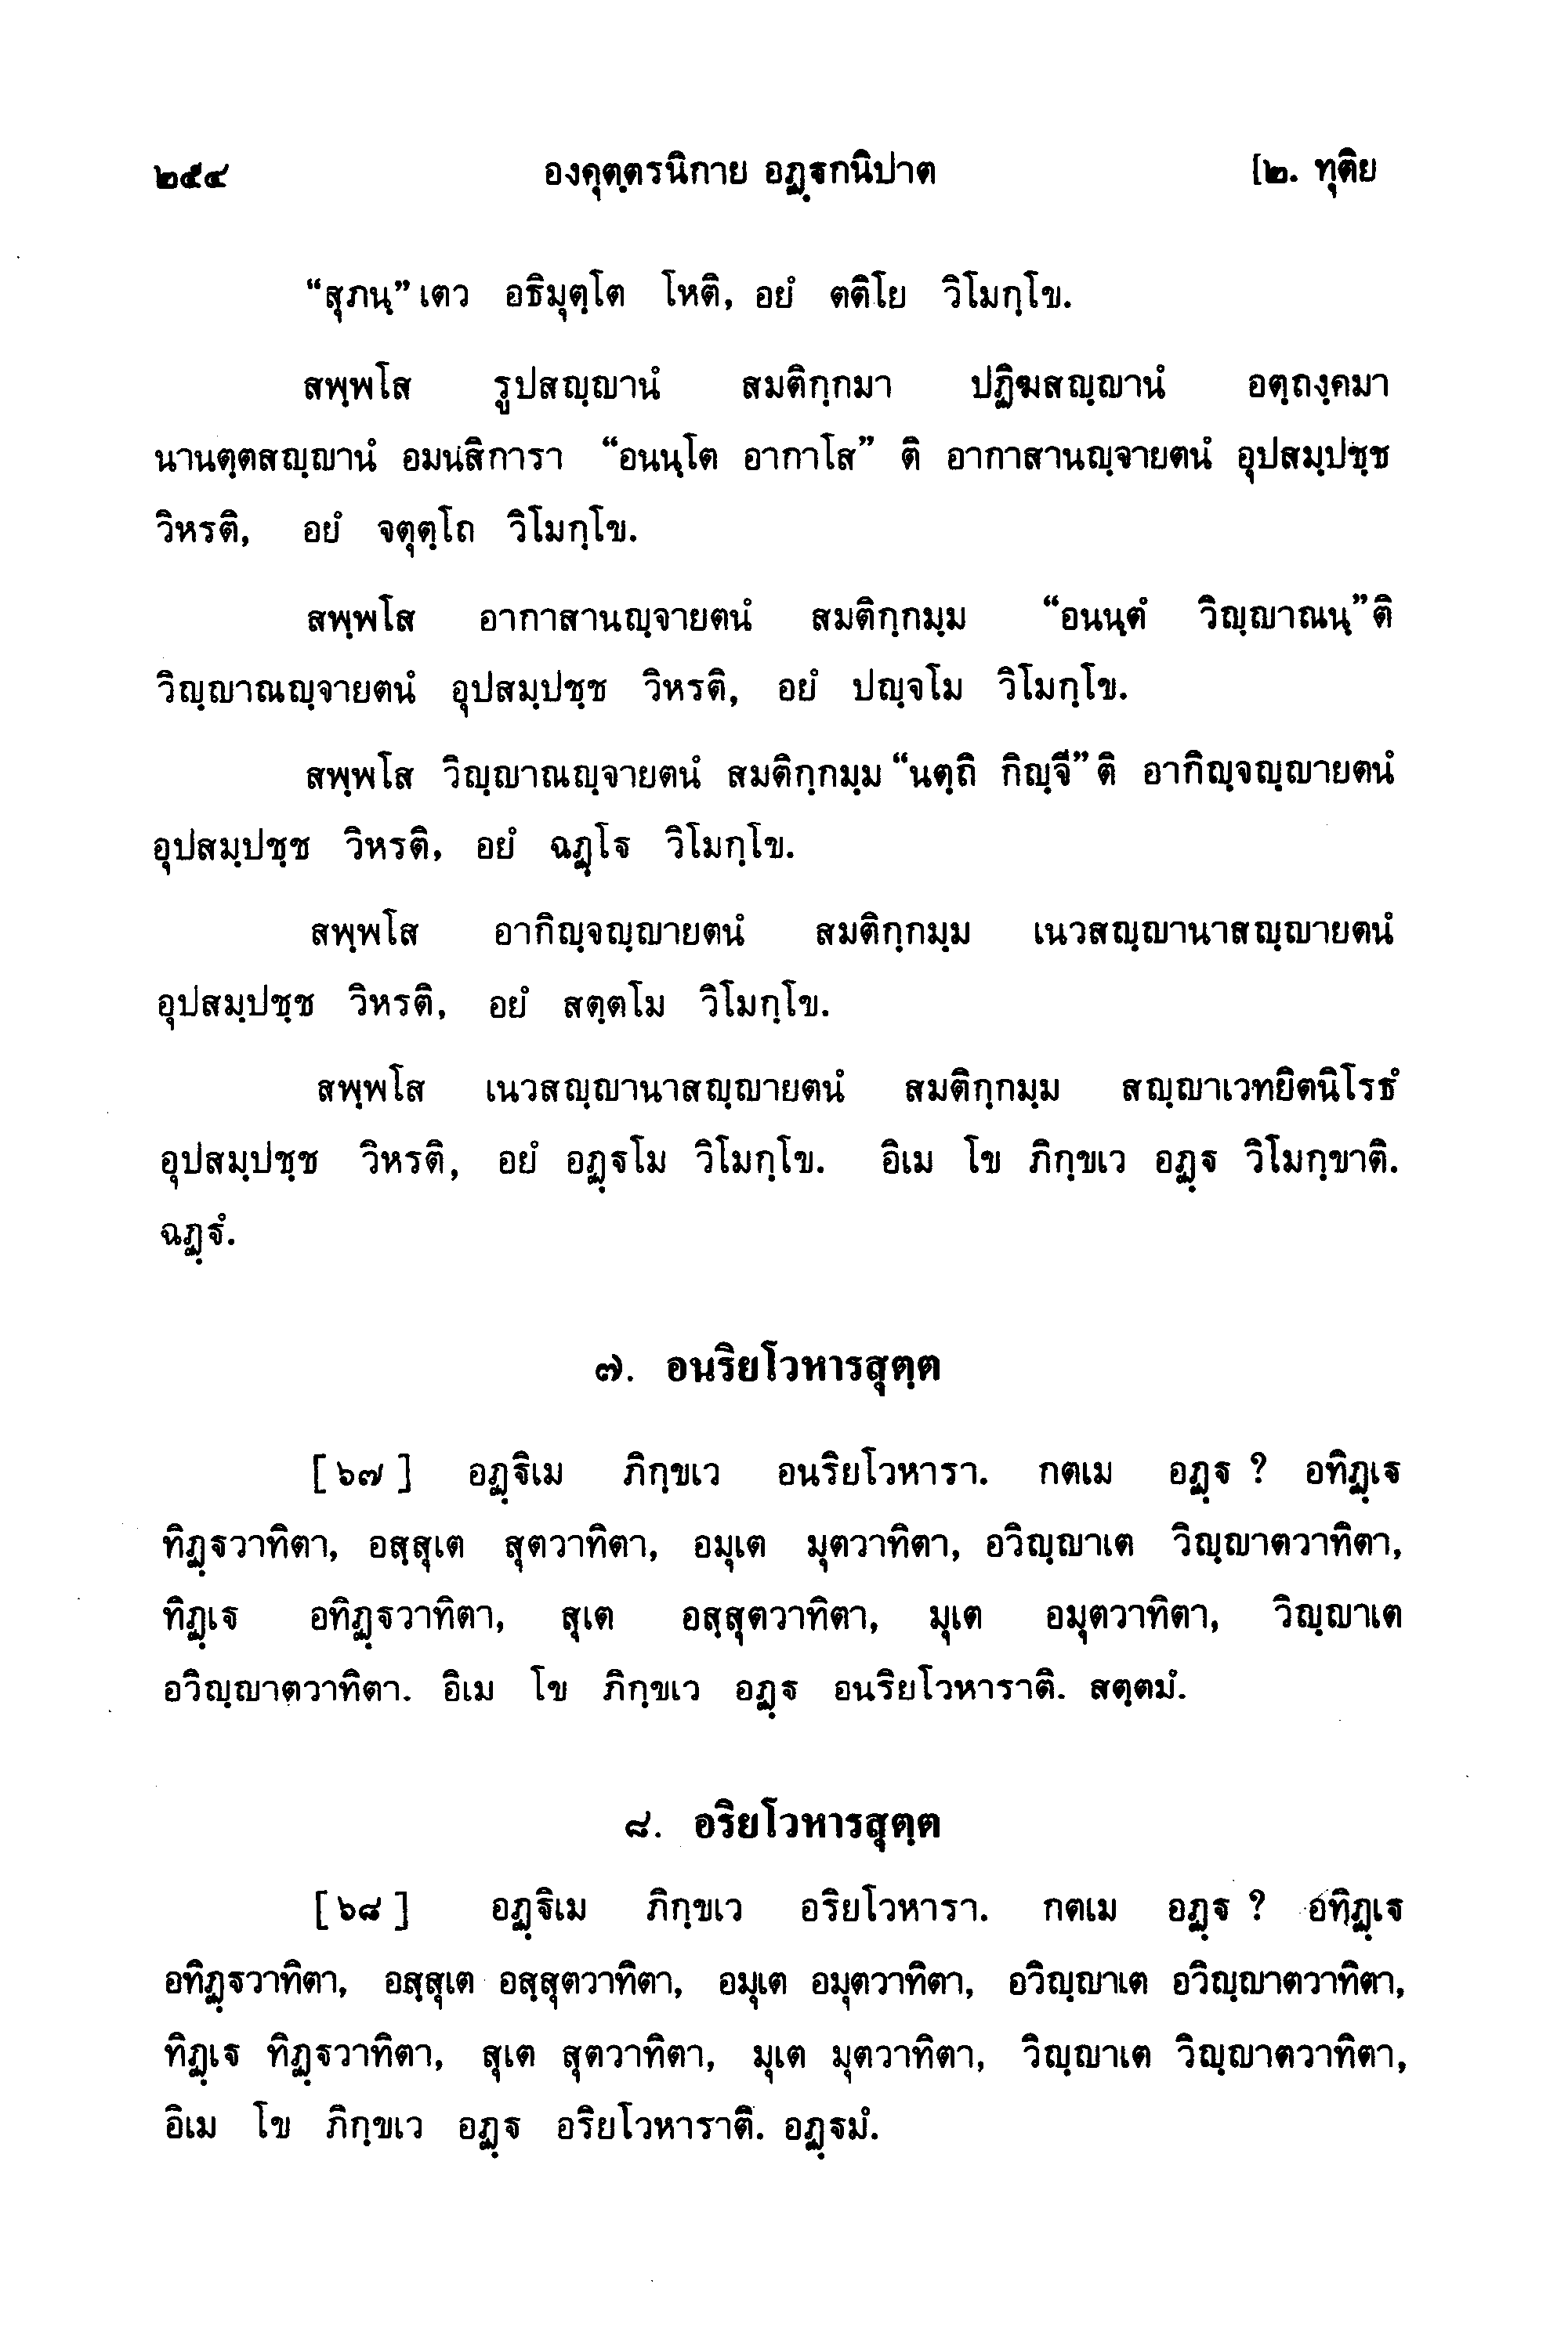 ๒๕๔ องฺคุตฺตรนิกาย อฏฺฐกนิปาต [๒. ทุติย
“สุภนฺ” เตว อธิมุตฺโต โหติ, อยํ ตติโย วิโมกฺโข.
สพฺพโส รูปสญฺญานํ สมติกฺกมา ปฏิฆสญฺญานํ อตฺถงฺคมา
นานตฺตสญฺญานํ อมนสิการา “อนนฺโต อากาโส” ติ อากาสานญฺจายตนํ อุปสมฺปชฺช
วิหรติ, อยํ จตุตฺโถ วิโมกฺโข.
สพฺพโส อากาสานญฺจายตนํ สมติกฺกมฺม “อนนฺตํ วิญฺญาณนฺ” ติ
วิญฺญาณญฺจายตนํ อุปสมฺปชฺช วิหรติ, อยํ ปญฺจโม วิโมกฺโข.
สพฺพโส วิญฺญาณญฺจายตนํ สมติกฺกมฺม “นตฺถิ กิญฺจี” ติ อากิญฺจญฺญายตนํ
อุปสมฺปชฺช วิหรติ, อยํ ฉฏฺโฐ วิโมกฺโข.
สพฺพโส อากิญฺจญฺญายตนํ สมติกฺกมฺม เนวสญฺญานาสญฺญายตนํ
อุปสมฺปชฺช วิหรติ, อยํ สตฺตโม วิโมกฺโข.
สพฺพโส เนวสญฺญานาสญฺญายตนํ สมติกฺกมฺม สญฺญาเวทยิตนิโรธํ
อุปสมฺปชฺช วิหรติ, อยํ อฏฺฐโม วิโมกฺโข. อิเม โข ภิกฺขเว อฏฺฐ วิโมกฺขาติ.
ฉฏฺฐํ.
๗. อนริยโวหารสุตฺต
[๖๗] อฏฺฐิเม ภิกฺขเว อนริยโวหารา. กตเม อฏฺฐ ? อทิฏฺเฐ
ทิฏฺฐวาทิตา, อสฺสุเต สุตวาทิตา, อมุเต มุตวาทิตา, อวิญฺญาเต วิญฺญาตวาทิตา,
ทิฏฺเฐ อทิฏฺฐวาทิตา, สุเต อสฺสุตวาทิตา, มุเต อมุตวาทิตา, วิญฺญาเต
อวิญฺญาตวาทิตา. อิเม โข ภิกฺขเว อฏฺฐ อนริยโวหาราติ. สตฺตมํ.
๘. อริยโวหารสุตฺต
[๖๘] อฏฺฐิเม ภิกฺขเว อริยโวหารา. กตเม อฏฺฐ ? อทิฏฺเฐ
อทิฏฺฐวาทิตา, อสฺสุเต อสฺสุตวาทิตา, อมุเต อมุตวาทิตา, อวิญฺญาเต อวิญฺญาตวาทิตา,
ทิฏฺเฐ ทิฏฺฐวาทิตา, สุเต สุตวาทิตา, มุเต มุตวาทิตา, วิญฺญาเต วิญฺญาตวาทิตา,
อิเม โข ภิกฺขเว อฏฺฐ อริยโวหาราติ. อฏฺฐมํ.